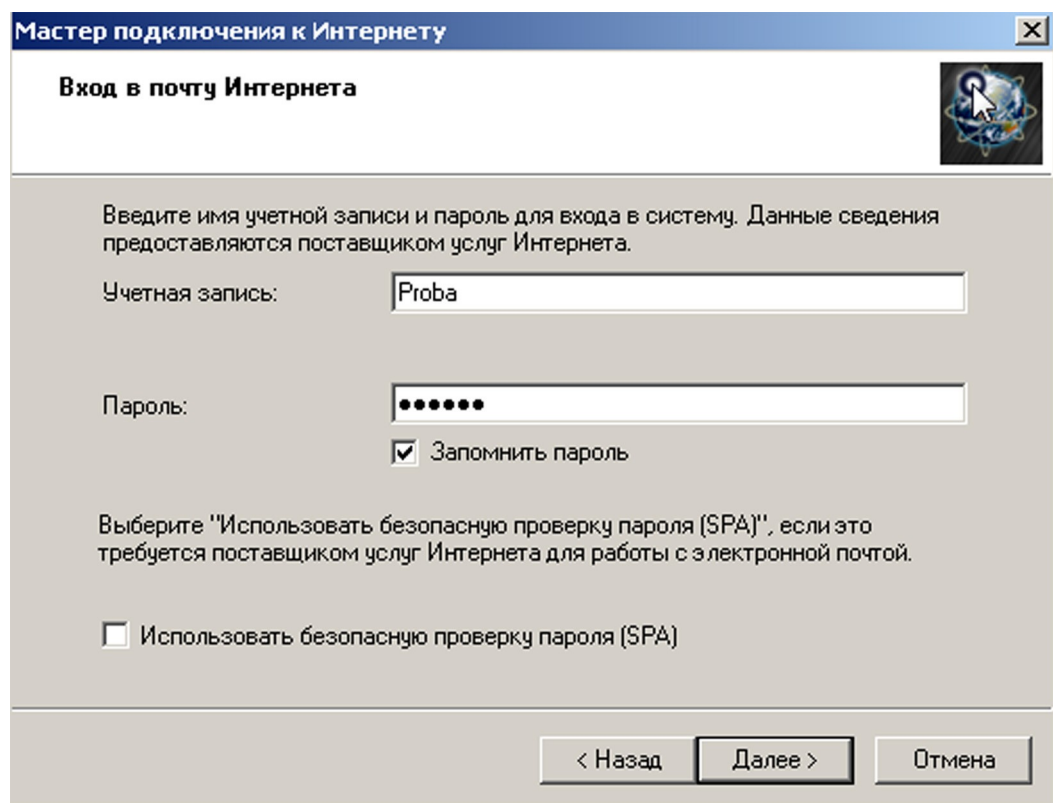 Мастер подключения к Интернету
Вход в почту Интернета
Введите имя учетной записи и пароль для входа в систему. Данные сведения
предоставляются поставщиком услуг Интернета.
Учетная запись: Proba
Пароль: ●●●●●●
Запомнить пароль
Выберите "Использовать безопасную проверку пароля (SPA)", если это
требуется поставщиком услуг Интернета для работы с электронной почтой.
Использовать безопасную проверку пароля (SPA)
< Назад Далее > Отмена